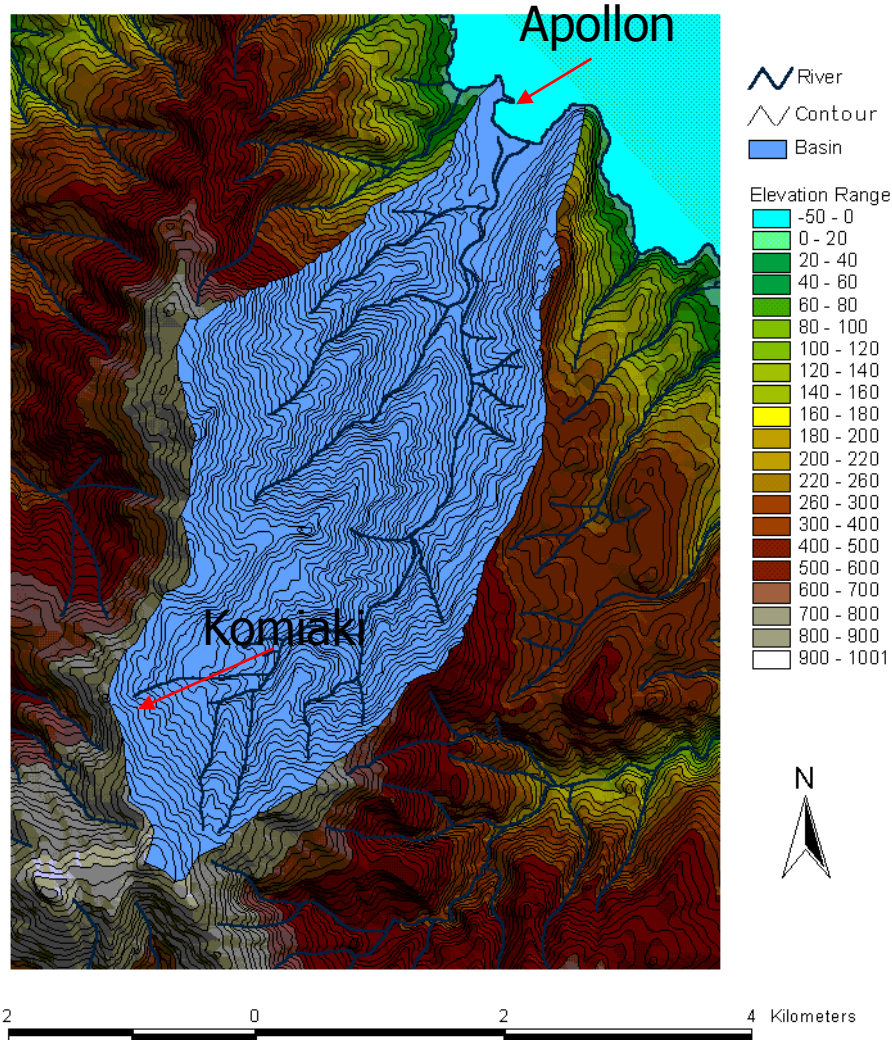 Apollon
River
Contour
Basin
Elevation Range
-50 - 0
0 - 20
20 - 40
40 - 60
60 - 80
80 - 100
100 - 120
120 - 140
140 - 160
160 - 180
180 - 200
200 - 220
220 - 260
260 - 300
300 - 400
400 - 500
500 - 600
600 - 700
700 - 800
800 - 900
900 - 1001
Komiaki
N
2 0 2 4 Kilometers